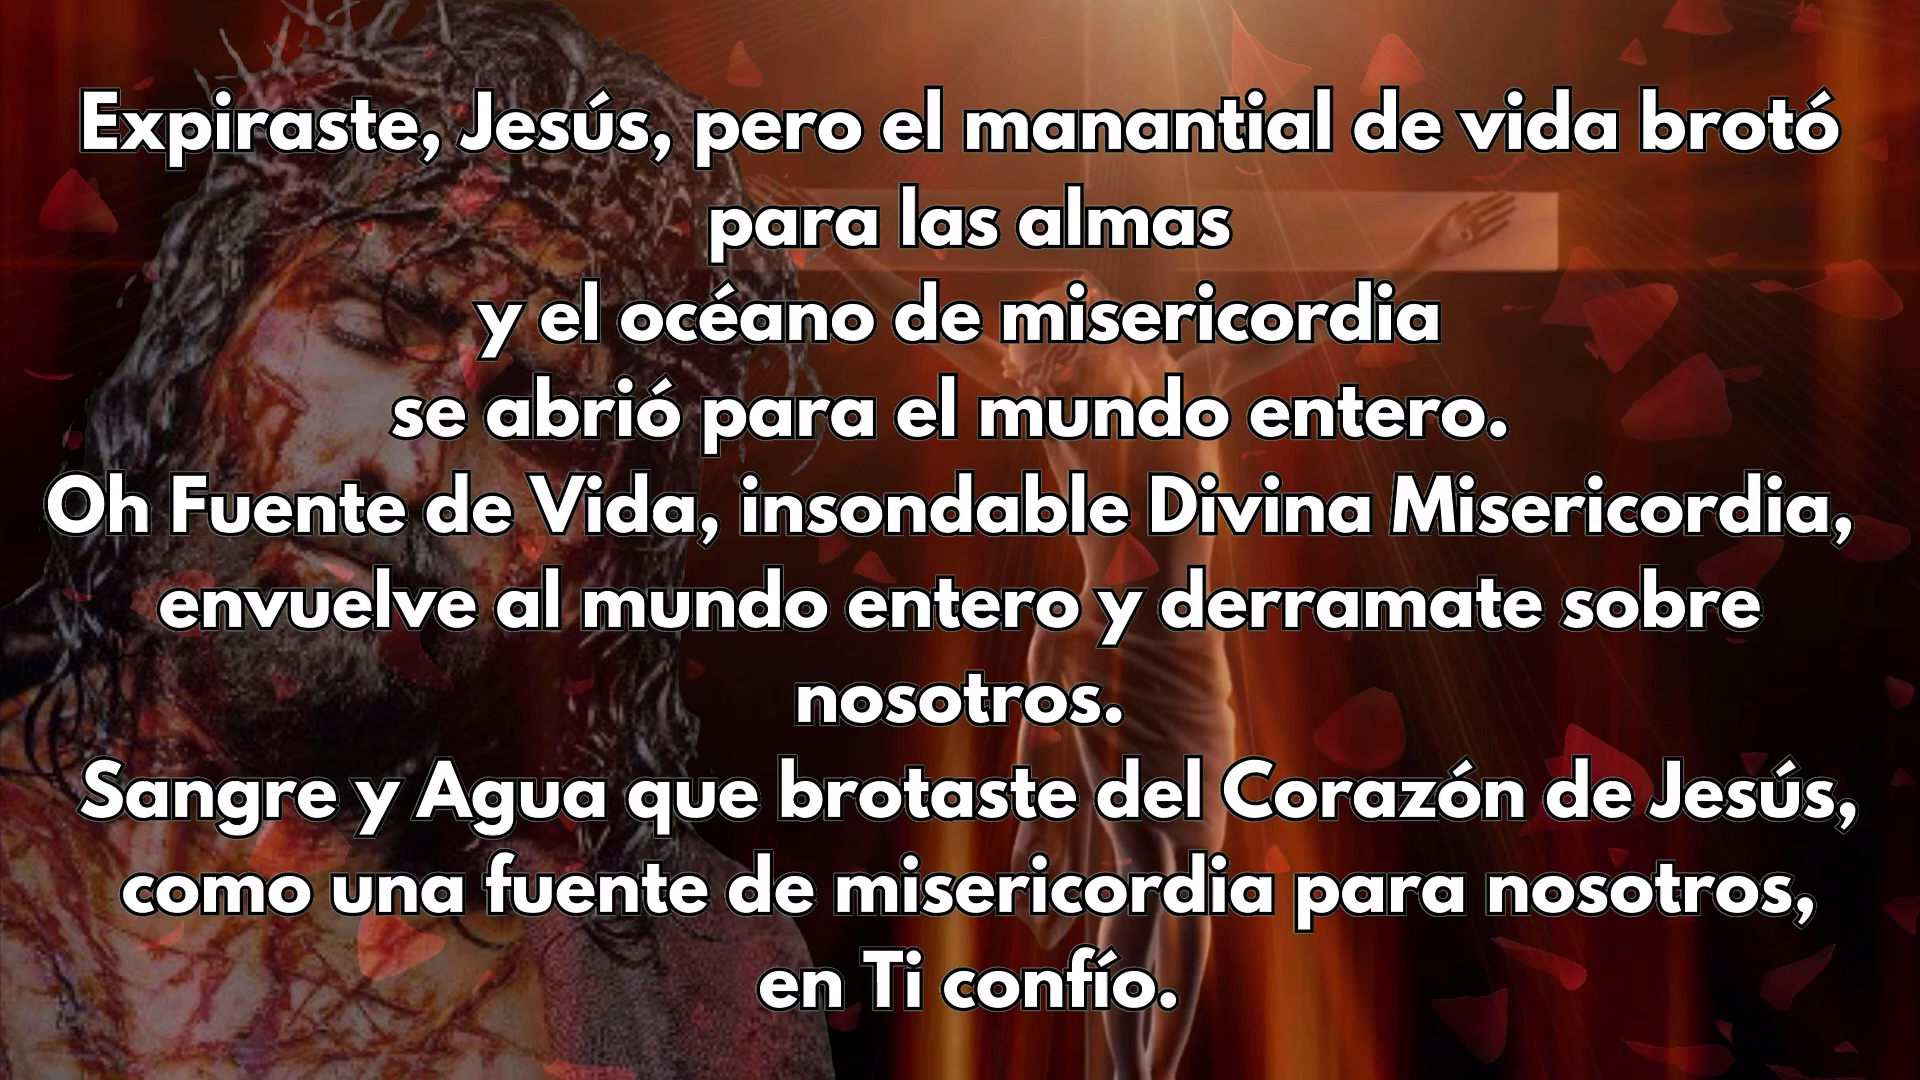 Expiraste, Jesús, pero el manantial de vida brotó
para las almas
y el océano de misericordia
se abrió para el mundo entero.
Oh Fuente de Vida, insondable Divina Misericordia,
envuelve al mundo entero y derramate sobre
nosotros.
Sangre y Agua que brotaste del Corazón de Jesús,
como una fuente de misericordia para nosotros,
en Ti confío.